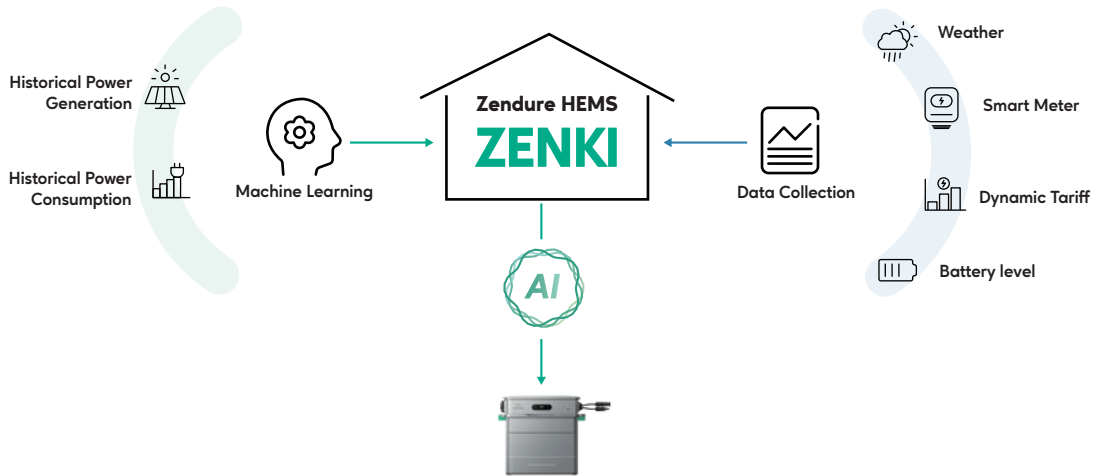 Historical Power
Generation
Historical Power
Consumption
Machine Learning
Zendure HEMS
ZENKI
Data Collection
Weather
Smart Meter
Dynamic Tariff
Battery level
AI